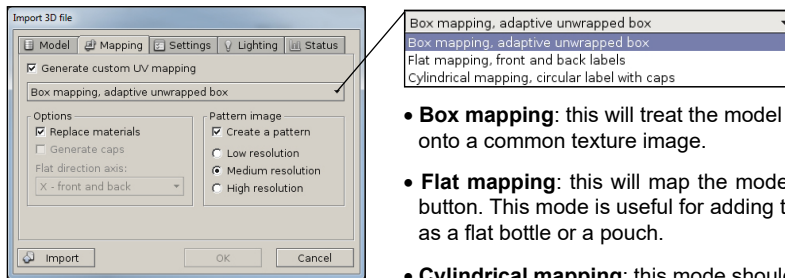 Import 3D file
Model Mapping Settings Lighting Status
Generate custom UV mapping
Box mapping, adaptive unwrapped box
Options
Replace materials
Generate caps
Flat direction axis:
X - front and back
Pattern image
Create a pattern
Low resolution
Medium resolution
High resolution
Import OK Cancel
Box mapping, adaptive unwrapped box
Box mapping, adaptive unwrapped box
Flat mapping, front and back labels
Cylindrical mapping, circular label with caps
• Box mapping: this will treat the model
onto a common texture image.
• Flat mapping: this will map the mode
button. This mode is useful for adding t
as a flat bottle or a pouch.
• Cylindrical mapping: this mode should